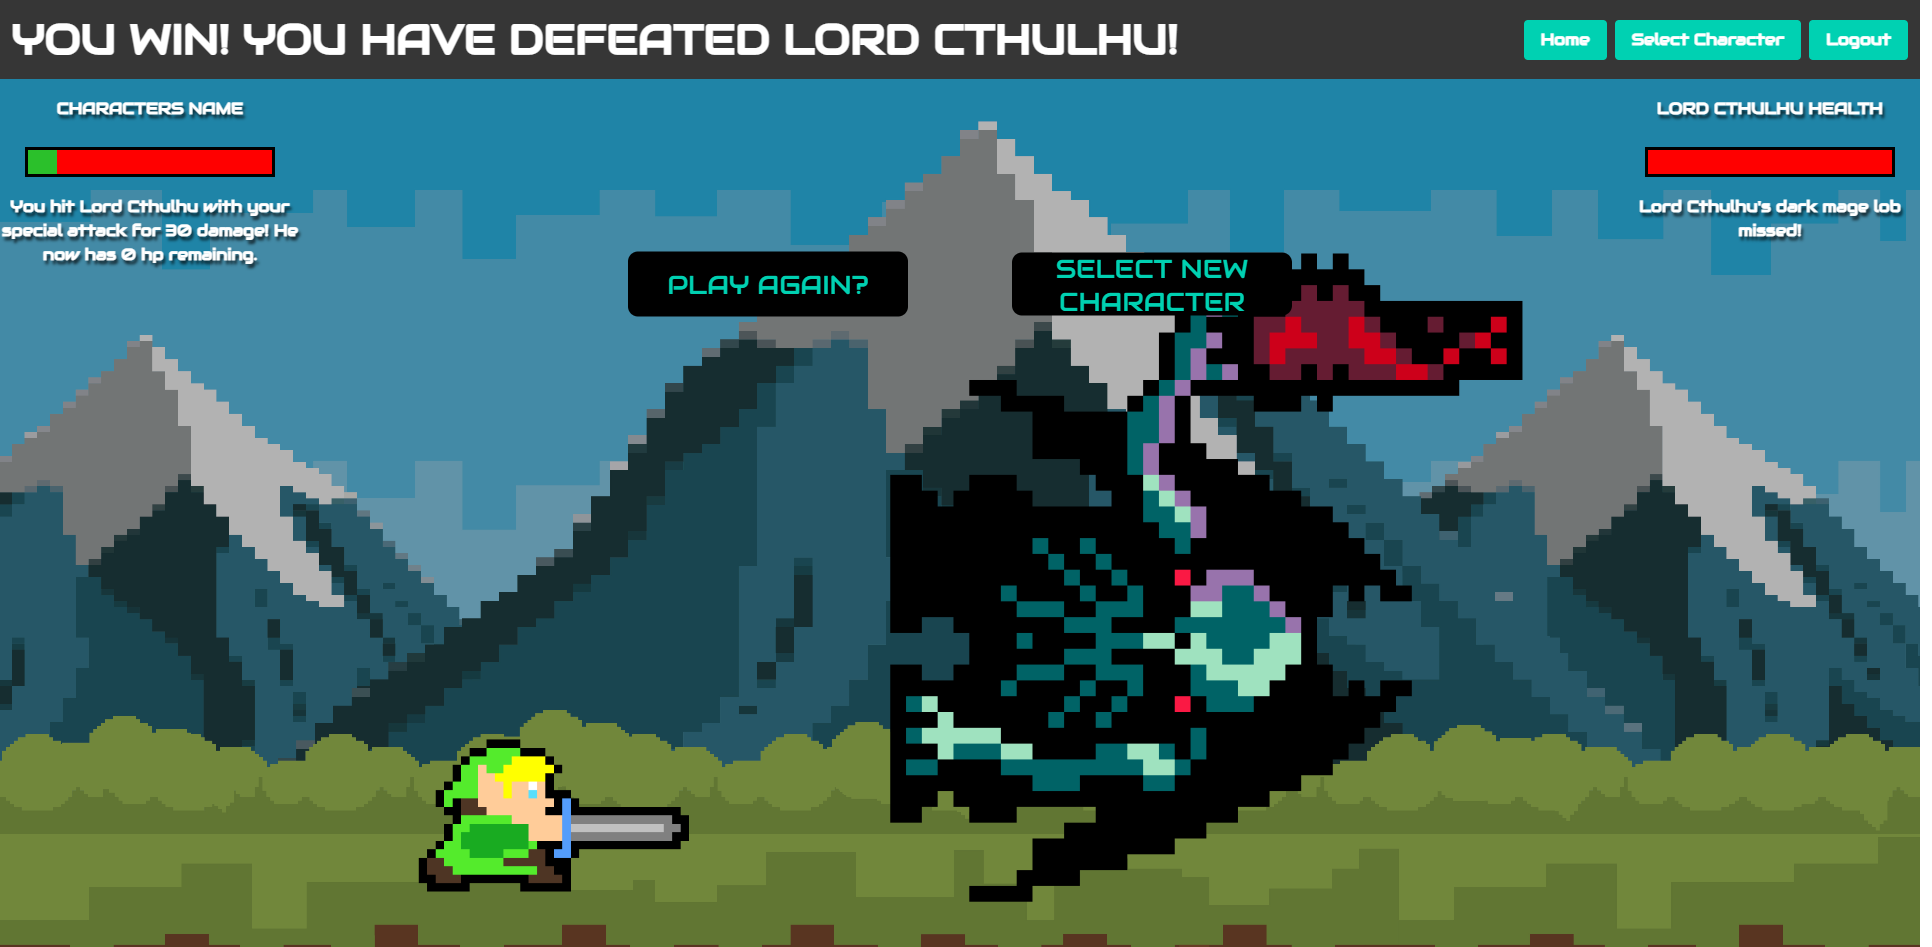 YOU WIN! YOU HAVE DEFEATED LORD CTHULHU!
Home
Select Character
Logout
CHARACTERS NAME
LORD CTHULHU HEALTH
You hit Lord Cthulhu with your
special attack for 30 damage! He
now has 0 hp remaining.
Lord Cthulhu's dark mage lob
missed!
PLAY AGAIN?
SELECT NEW
CHARACTER